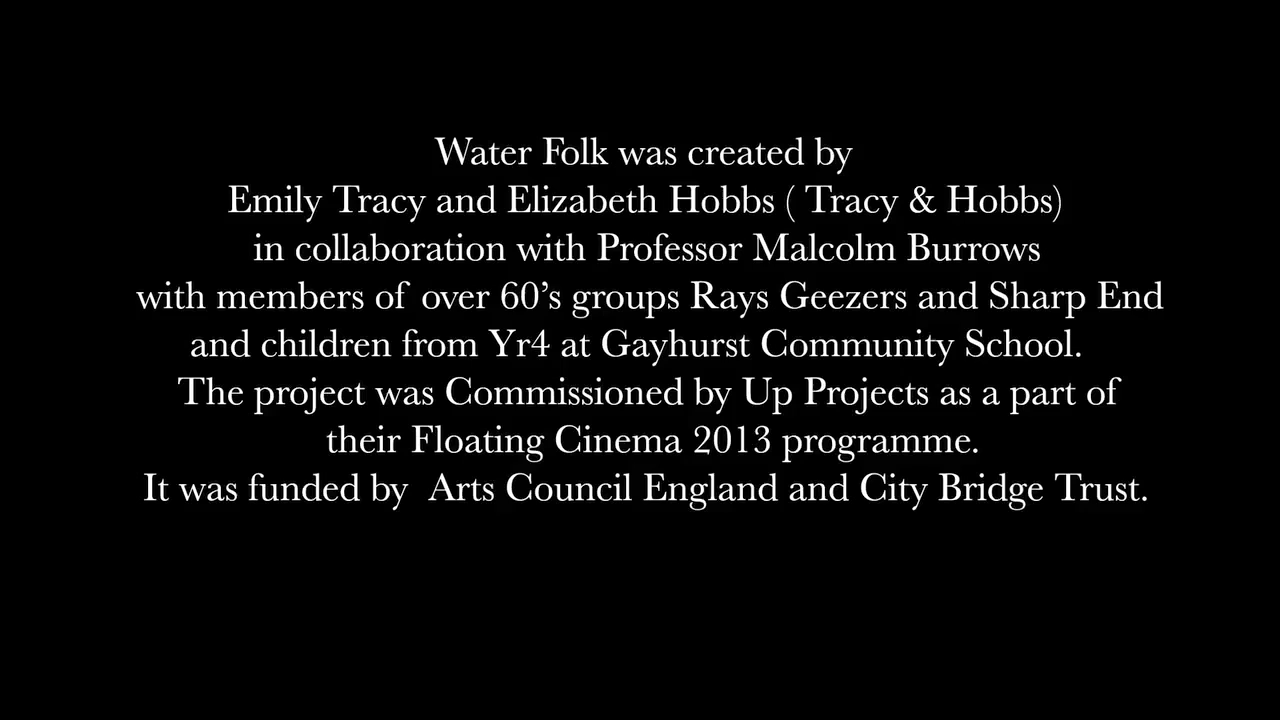 Water Folk was created by
Emily Tracy and Elizabeth Hobbs ( Tracy & Hobbs)
in collaboration with Professor Malcolm Burrows
with members of over 60’s groups Rays Geezers and Sharp End
and children from Yr4 at Gayhurst Community School.
The project was Commissioned by Up Projects as a part of
their Floating Cinema 2013 programme.
It was funded by  Arts Council England and City Bridge Trust.